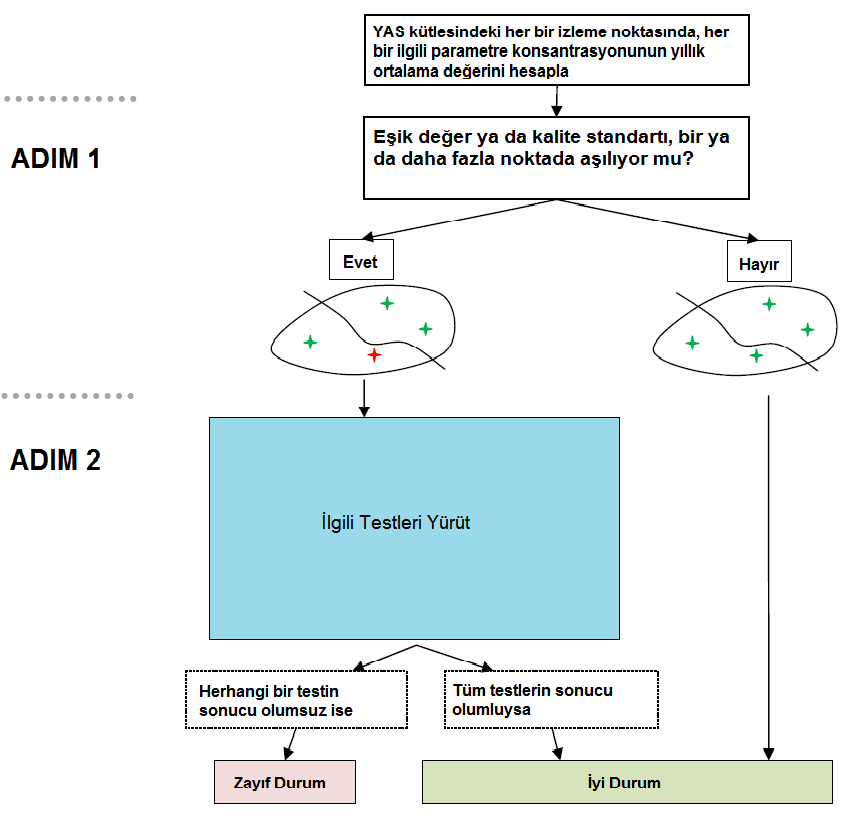 YAS kütlesindeki her bir izleme noktasında, her
bir ilgili parametre konsantrasyonunun yıllık
ortalama değerini hesapla
ADIM 1
Eşik değer ya da kalite standartı, bir ya
da daha fazla noktada aşılıyor mu?
Evet
Hayır
ADIM 2
İlgili Testleri Yürüt
Herhangi bir testin
sonucu olumsuz ise
Tüm testlerin sonucu
olumluysa
Zayıf Durum
İyi Durum